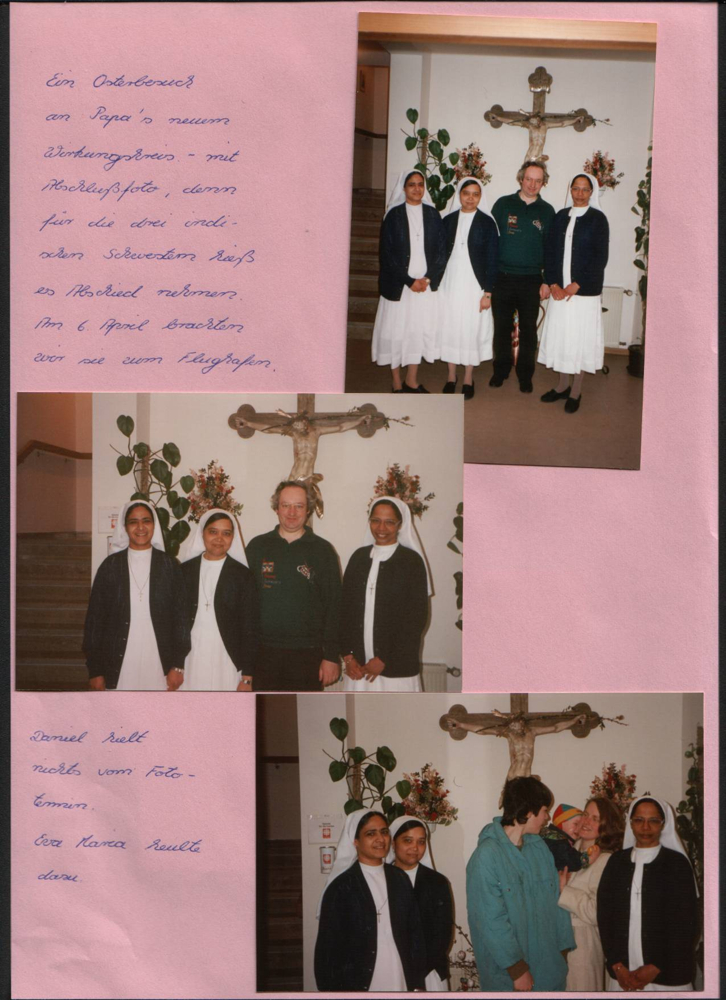 Ein Osterbesuch
an Papa's neuem
Wirkungskreis. - mit
Abschlußfoto, denn
für die drei indi-
schen Schwestern hieß
es Abschied nehmen.
Am 6. April brachten
wir sie zum Flughafen.
Daniel hielt
nichts vom Foto-
termin.
Eva Maria heulte
dazu.